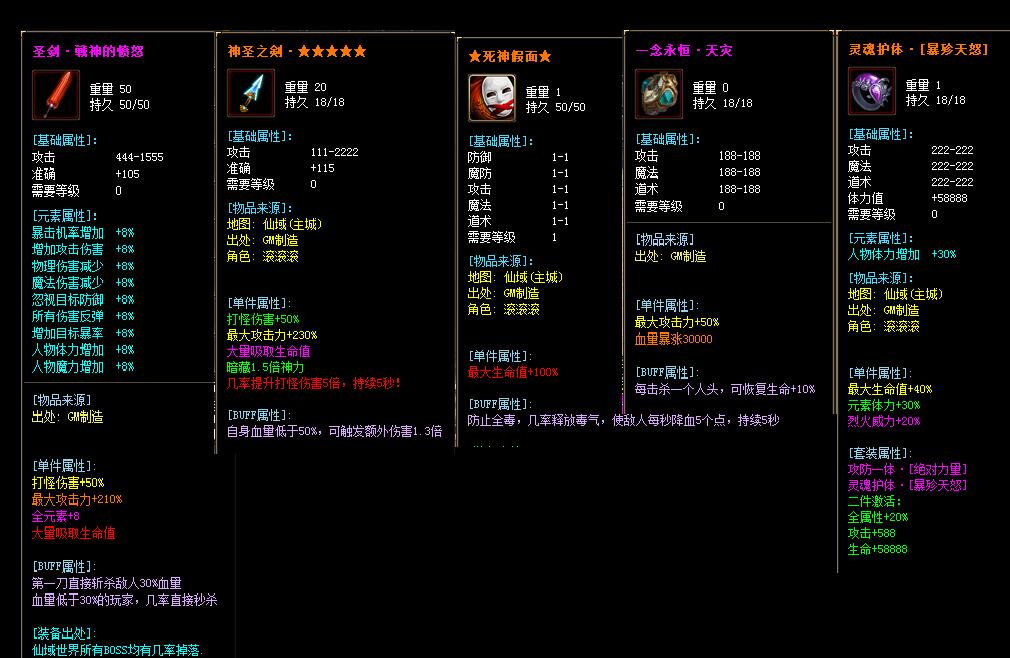 圣剑·戦神的愤怒
重量 50
持久 50/50
[基础属性]:
攻击 444-1555
准确 +105
需要等级 0
[元素属性]:
暴击机率增加 +8%
增加攻击伤害 +8%
物理伤害减少 +8%
魔法伤害减少 +8%
忽视目标防御 +8%
所有伤害反弹 +8%
增加目标暴率 +8%
人物体力增加 +8%
人物魔力增加 +8%
[物品来源]
出处: GM制造
[单件属性]:
打怪伤害+50%
最大攻击力+210%
全元素+8
大量吸取生命值
[BUFF属性]:
第一刀直接斩杀敌人30%血量
血量低于30%的玩家，几率直接秒杀
[装备出处]:
仙域世界所有BOSS均有几率掉落.
神圣之剣·★★★★★
重量 20
持久 18/18
[基础属性]:
攻击 111-2222
准确 +115
需要等级 0
[物品来源]:
地图: 仙域(主城)
出处: GM制造
角色: 滚滚滚
[单件属性]:
打怪伤害+50%
最大攻击力+230%
大量吸取生命值
暗藏1.5倍神力
几率提升打怪伤害5倍，持续5秒!
[BUFF属性]:
自身血量低于50%，可触发额外伤害1.3倍
★死神假面★
重量 1
持久 50/50
[基础属性]:
防御 1-1
魔防 1-1
攻击 1-1
魔法 1-1
道术 1-1
需要等级 1
[物品来源]:
地图: 仙域(主城)
出处: GM制造
角色: 滚滚滚
[单件属性]:
最大生命值+100%
[BUFF属性]:
防止全毒，几率释放毒气，使敌人每秒降血5个点，持续5秒
一念永恒·天灾
重量 0
持久 18/18
[基础属性]:
攻击 188-188
魔法 188-188
道术 188-188
需要等级 0
[物品来源]
出处: GM制造
[单件属性]:
最大攻击力+50%
血量暴涨30000
[BUFF属性]:
每击杀一个人头，可恢复生命+10%
灵魂护体·[暴殄天怒]
重量 1
持久 18/18
[基础属性]:
攻击 222-222
魔法 222-222
道术 222-222
体力值 +58888
需要等级 0
[元素属性]:
人物体力增加 +30%
[物品来源]:
地图: 仙域(主城)
出处: GM制造
角色: 滚滚滚
[单件属性]:
最大生命值+40%
元素体力+30%
烈火威力+20%
[套装属性]:
攻防一体·[绝对力量]
灵魂护体·[暴殄天怒]
二件激活:
全属性+20%
攻击+588
生命+58888